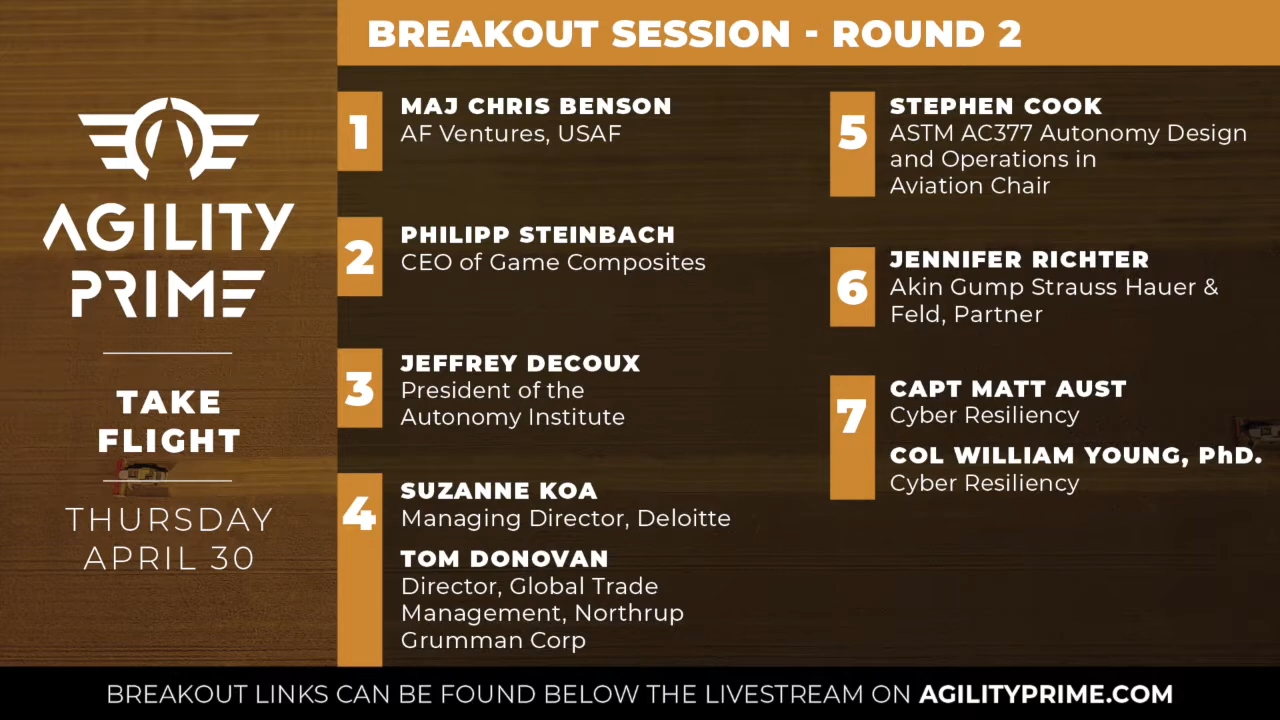 AGILITY
PRIME
TAKE
FLIGHT
THURSDAY
APRIL 30
BREAKOUT SESSION - ROUND 2
1
MAJ CHRIS BENSON
AF Ventures, USAF
2
PHILIPP STEINBACH
CEO of Game Composites
3
JEFFREY DECOUX
President of the
Autonomy Institute
4
SUZANNE KOA
Managing Director, Deloitte
TOM DONOVAN
Director, Global Trade
Management, Northrup
Grumman Corp
5
STEPHEN COOK
ASTM AC377 Autonomy Design
and Operations in
Aviation Chair
6
JENNIFER RICHTER
Akin Gump Strauss Hauer &
Feld, Partner
7
CAPT MATT AUST
Cyber Resiliency
COL WILLIAM YOUNG, PhD.
Cyber Resiliency
BREAKOUT LINKS CAN BE FOUND BELOW THE LIVESTREAM ON AGILITYPRIME.COM